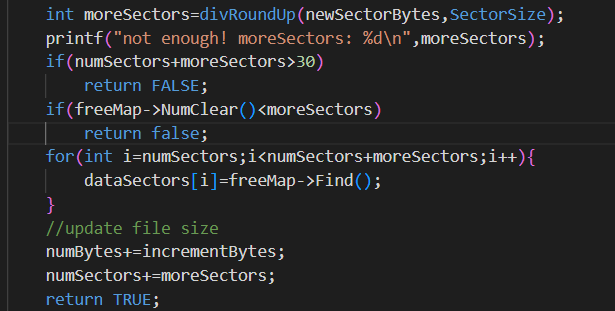 int moreSectors=divRoundUp(newSectorBytes,SectorSize);
printf("not enough! moreSectors: %d\n",moreSectors);
if(numSectors+moreSectors>30)
    return FALSE;
if(freeMap->NumClear()<moreSectors)
    return false;
for(int i=numSectors;i<numSectors+moreSectors;i++){
    dataSectors[i]=freeMap->Find();
}
//update file size
numBytes+=incrementBytes;
numSectors+=moreSectors;
return TRUE;